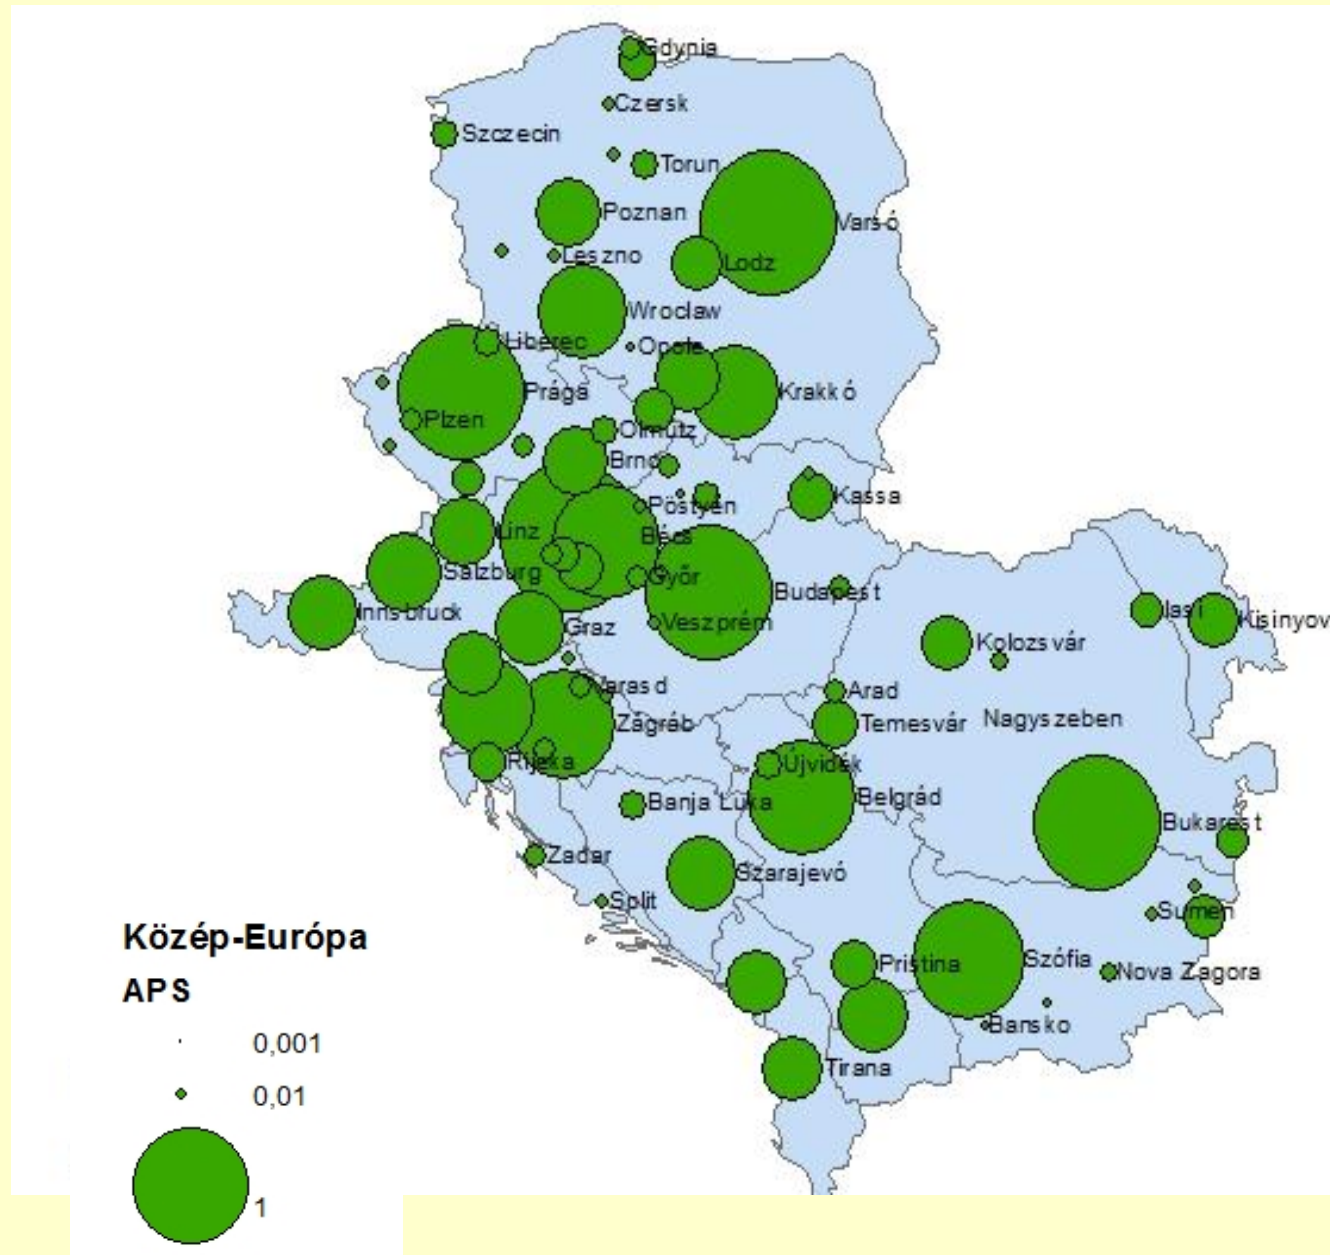 Gdynia
Czersk
Szczecin
Torun
Poznan
Varsó
Leszno
Lodz
Wroclaw
Liberec
Opole
Prága
Krakkó
Plzen
Olmütz
Brno
Kassa
Pöstyén
Linz
Bécs
Salzburg
Győr
Budapest
Innsbruck
Veszprém
Graz
Iasi
Kisinyov
Kolozsvár
Varasd
Arad
Zágráb
Temesvár
Nagyszeben
Rijeka
Újvidék
Banja Luka
Belgrád
Bukarest
Zadar
Szarajevó
Split
Sumen
Pristina
Szófia
Nova Zagora
Bansko
Tirana
Közép-Európa
APS
0,001
0,01
1